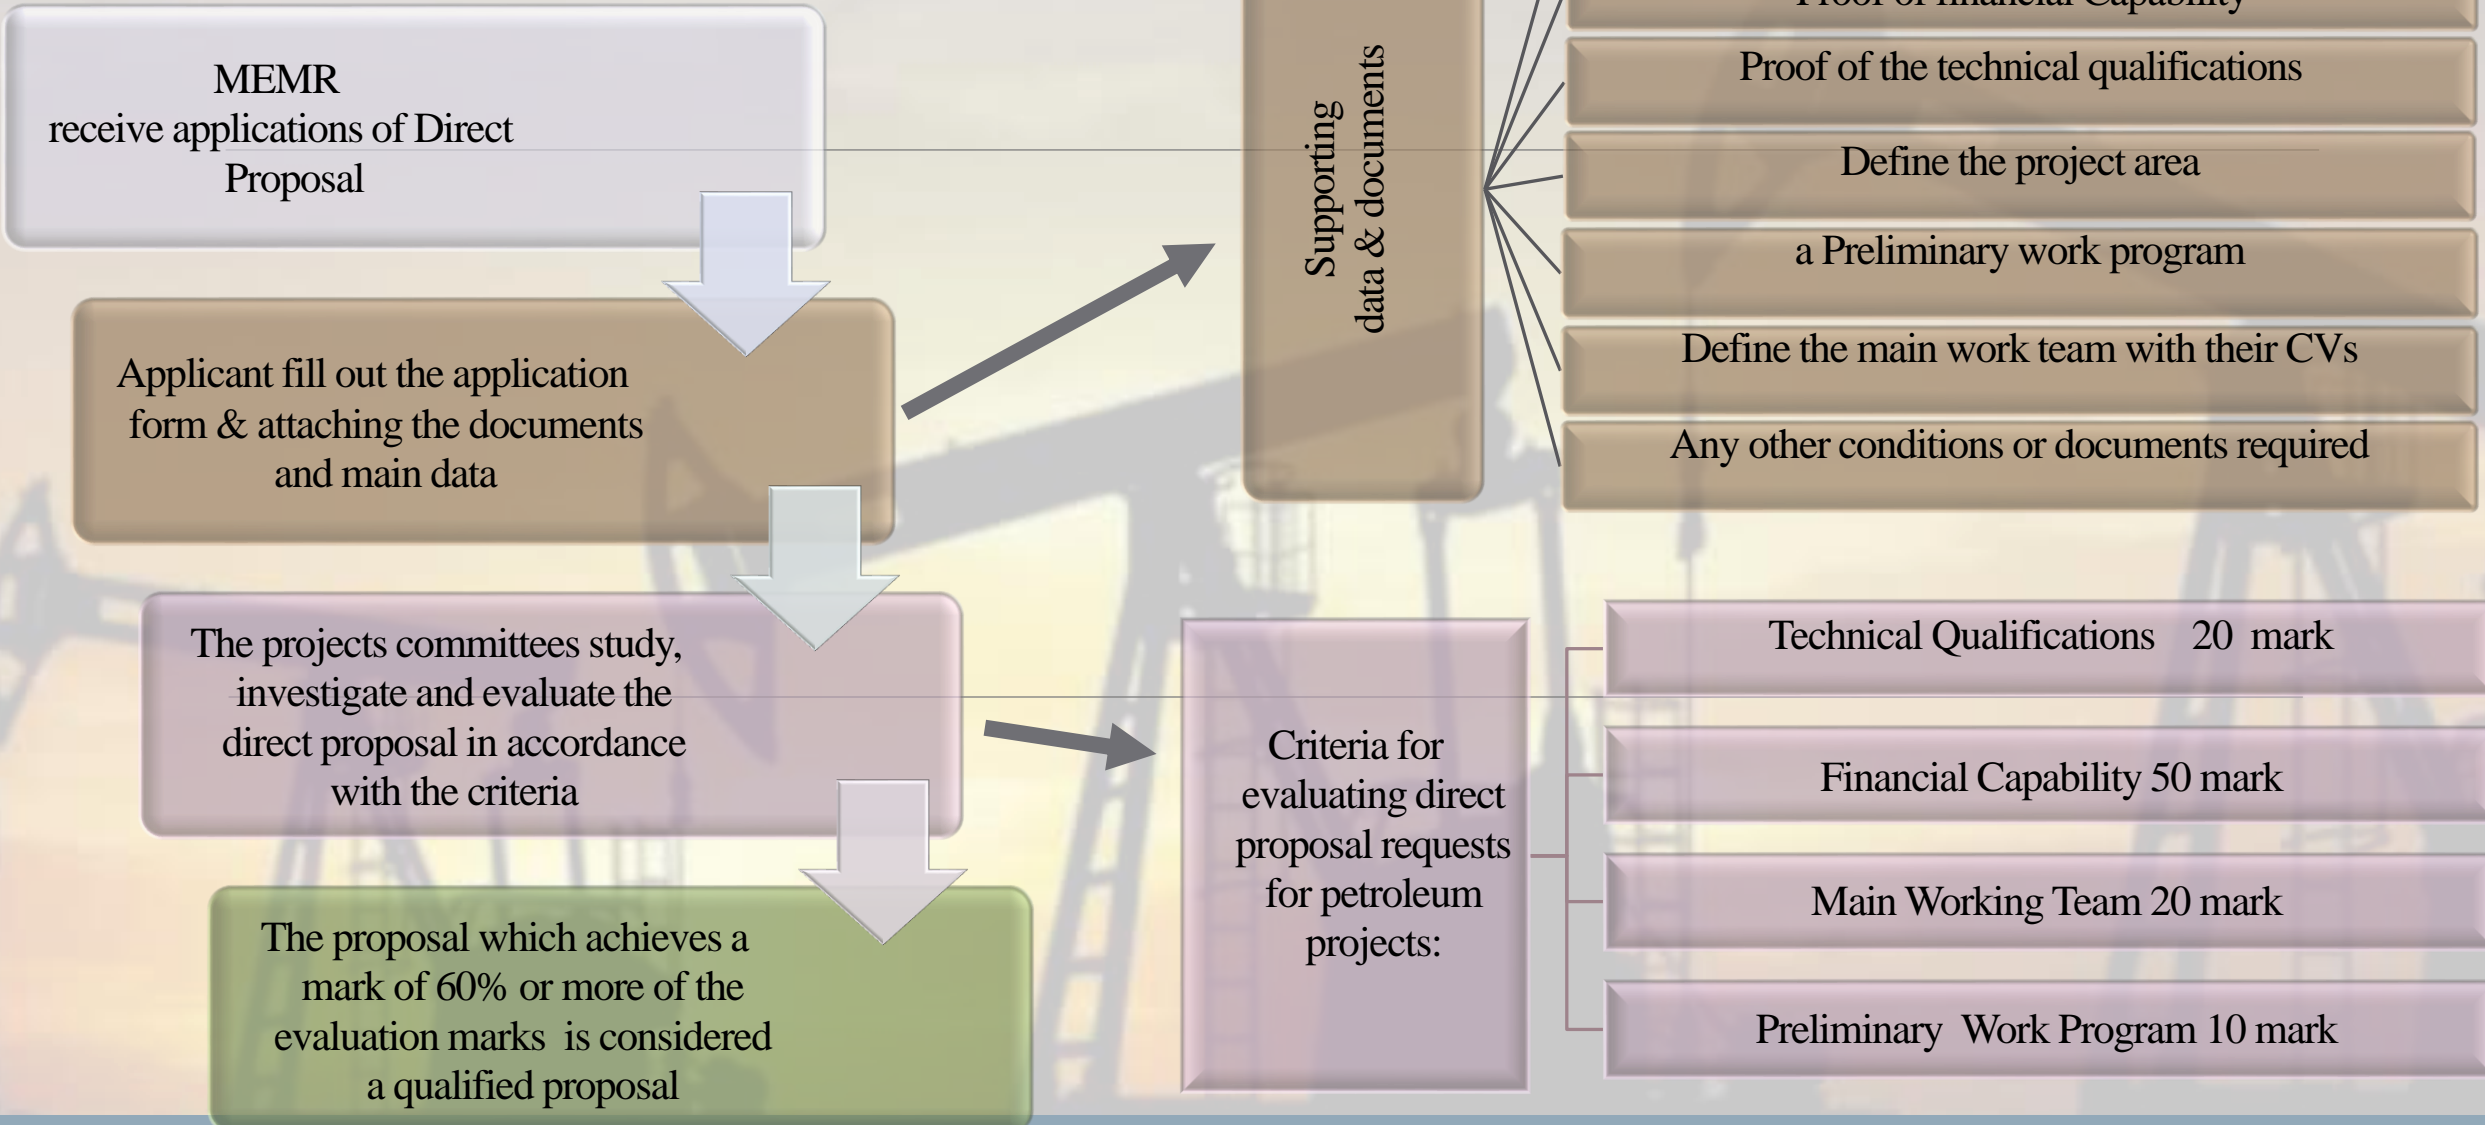 MEMR
receive applications of Direct
Proposal
Applicant fill out the application
form & attaching the documents
and main data
The projects committees study,
investigate and evaluate the
direct proposal in accordance
with the criteria
The proposal which achieves a
mark of 60% or more of the
evaluation marks is considered
a qualified proposal
Supporting
data & documents
Proof of financial Capability
Proof of the technical qualifications
Define the project area
a Preliminary work program
Define the main work team with their CVs
Any other conditions or documents required
Criteria for
evaluating direct
proposal requests
for petroleum
projects:
Technical Qualifications 20 mark
Financial Capability 50 mark
Main Working Team 20 mark
Preliminary Work Program 10 mark